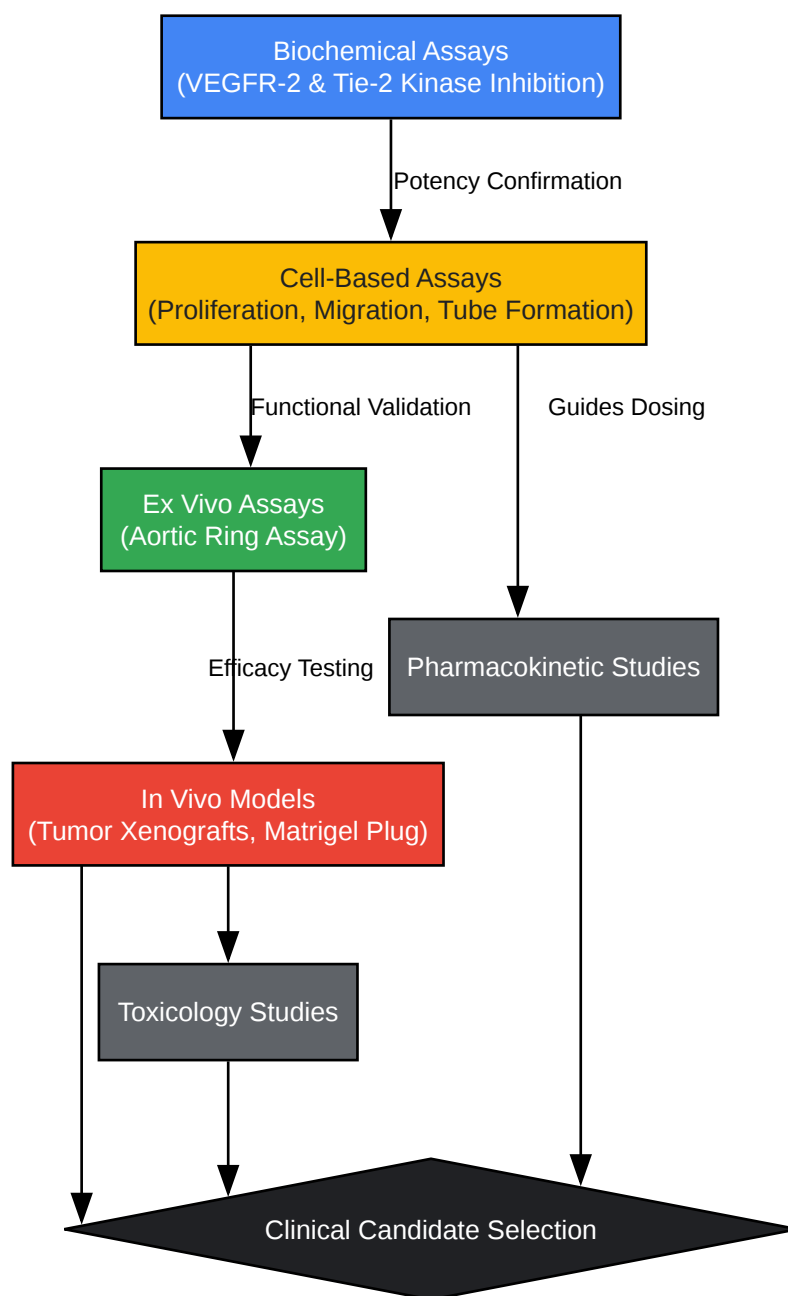 Biochemical Assays
(VEGFR-2 & Tie-2 Kinase Inhibition)
Potency Confirmation
Cell-Based Assays
(Proliferation, Migration, Tube Formation)
Functional Validation
Guides Dosing
Ex Vivo Assays
(Aortic Ring Assay)
Efficacy Testing
Pharmacokinetic Studies
In Vivo Models
(Tumor Xenografts, Matrigel Plug)
Toxicology Studies
Clinical Candidate Selection